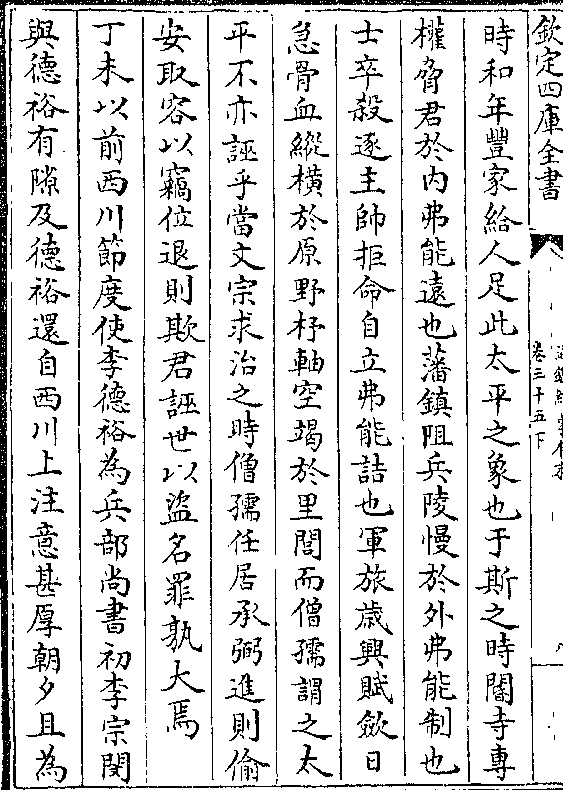 欽定四庫全書
卷三十五下
時和年豐家給人足此太平之象也于斯之時閽寺專
權脅君於內弗能遠也藩鎮阻兵陵慢於外弗能制也
士卒殺逐主帥拒命自立弗能詰也軍旅歲興賦斂日
急骨血縱橫於原野杼軸空竭於里閭而僧孺謂之太
平不亦誣乎當文宗求治之時僧孺任居承弼進則偷
安取容以竊位退則欺君誣世以盜名罪孰大焉
丁未以前西川節度使李德裕為兵部尚書初李宗閔
與德裕有隙及德裕還自西川上注意甚厚朝夕且為